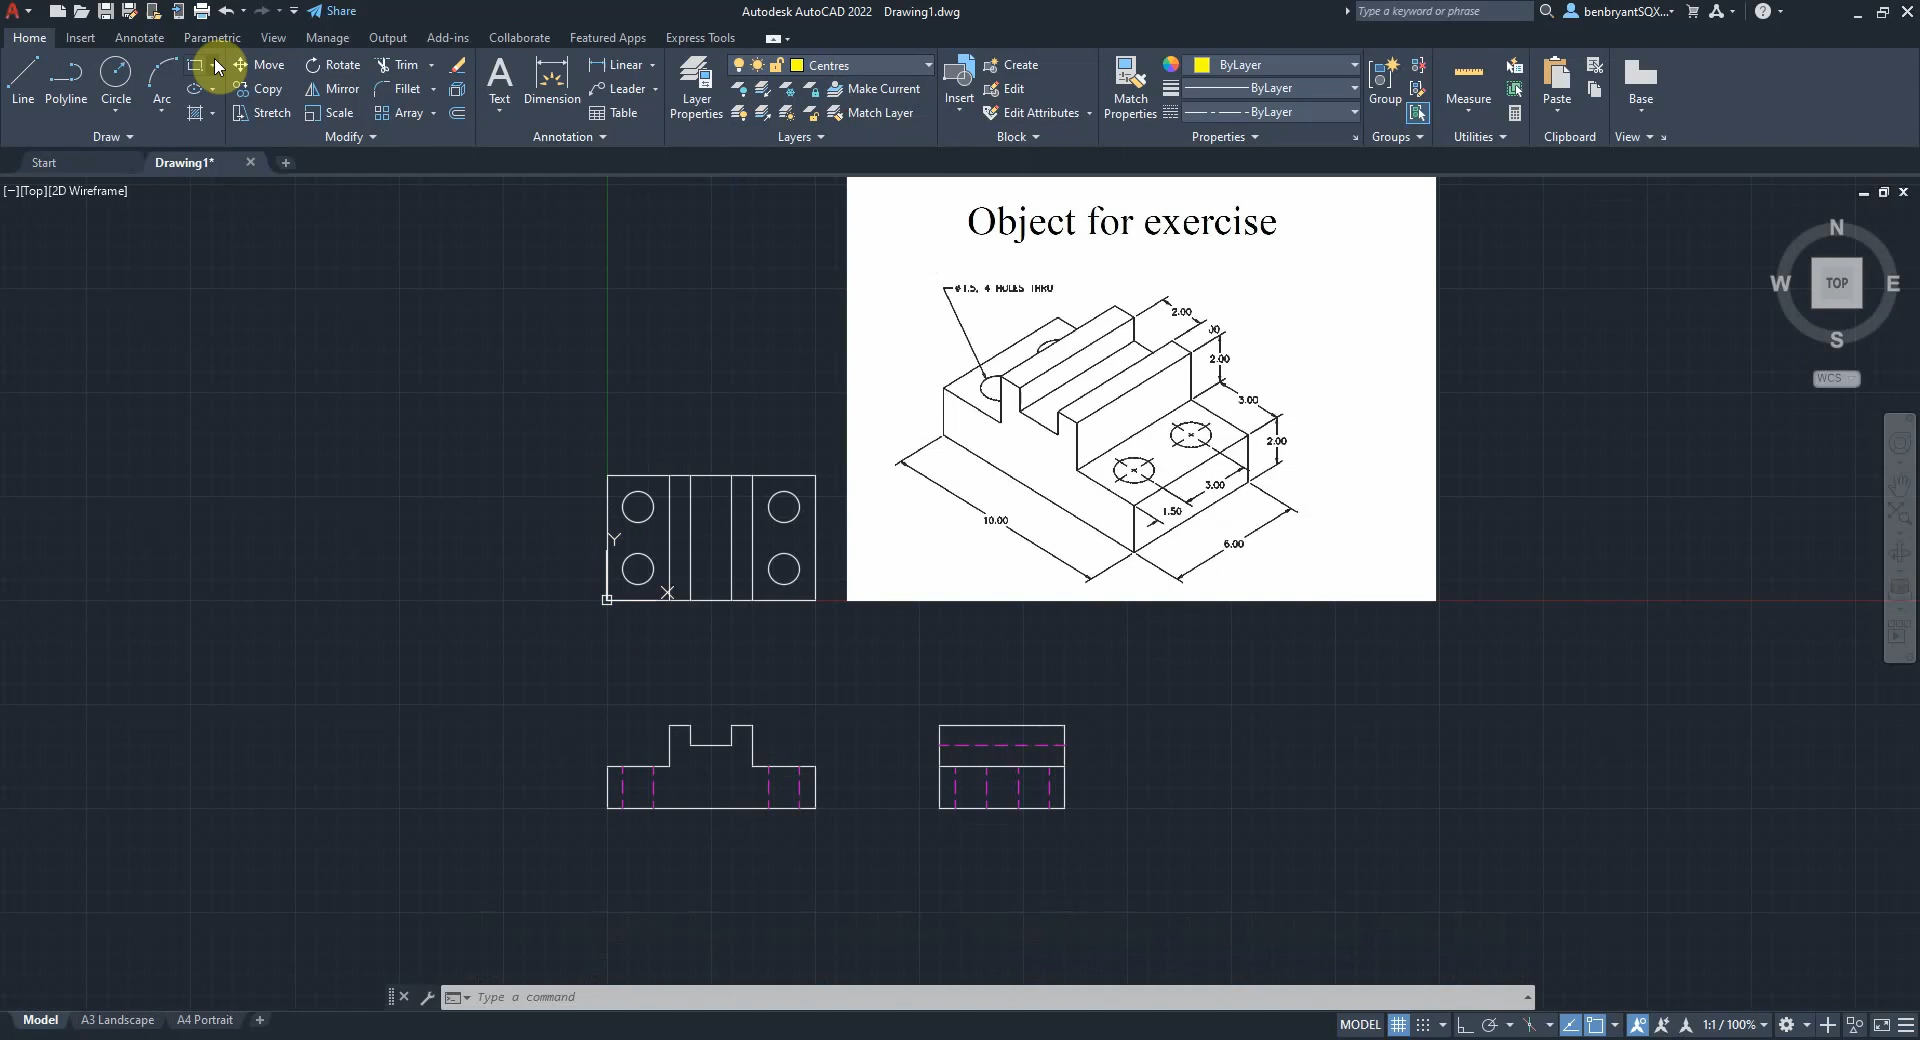 Share
Autodesk AutoCAD 2022 Drawing1.dwg
Type a keyword or phrase
benbryantSQX...
Home Insert Annotate Parametric View Manage Output Add-ins Collaborate Featured Apps Express Tools
Line Polyline Circle Arc
Move Rotate Trim
Copy Mirror Fillet
Stretch Scale Array
Text Dimension
Linear
Leader
Table
Layer Properties
Centres
Make Current
Match Layer
Insert
Create
Edit
Edit Attributes
Match Properties
ByLayer
ByLayer
ByLayer
Group
Measure
Paste
Base
Draw Modify Annotation Layers Block Properties Groups Utilities Clipboard View
Start Drawing1*
[−][Top][2D Wireframe]
Object for exercise
Ø1.5, 4 HOLES THRU
2.00
00
2.00
3.00
2.00
3.00
1.50
10.00
6.00
N
W TOP E
S
WCS
Y
X
Type a command
Model A3 Landscape A4 Portrait
MODEL 1:1 / 100%